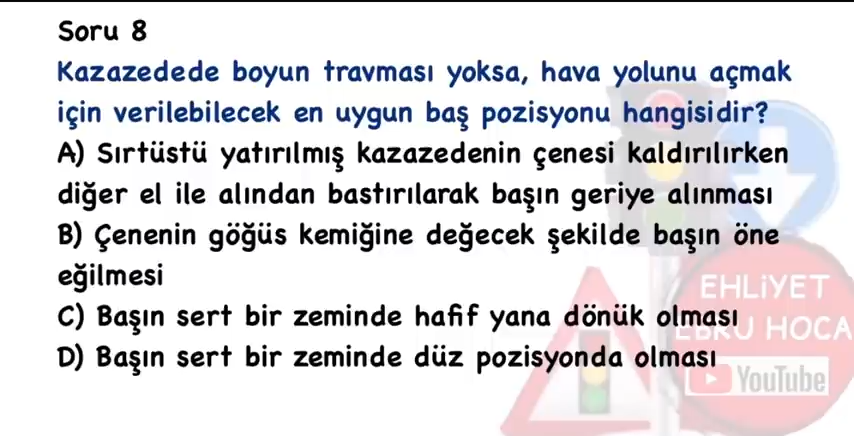 Soru 8
Kazazedede boyun travması yoksa, hava yolunu açmak
için verilebilecek en uygun baş pozisyonu hangisidir?
A) Sırtüstü yatırılmış kazazedenin çenesi kaldırılırken
diğer el ile alından bastırılarak başın geriye alınması
B) Çenenin göğüs kemiğine değecek şekilde başın öne
eğilmesi
C) Başın sert bir zeminde hafif yana dönük olması
D) Başın sert bir zeminde düz pozisyonda olması
EHLİYET
EBRU HOCA
YouTube